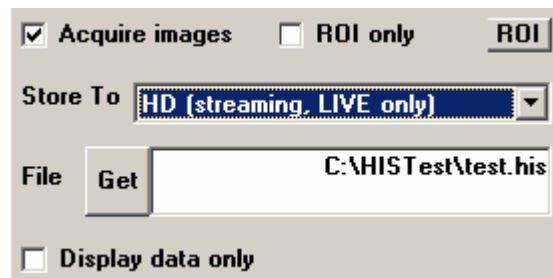 Acquire images ROI only ROI
Store To HD (streaming, LIVE only)
File Get C:\HISTest\test.his
Display data only